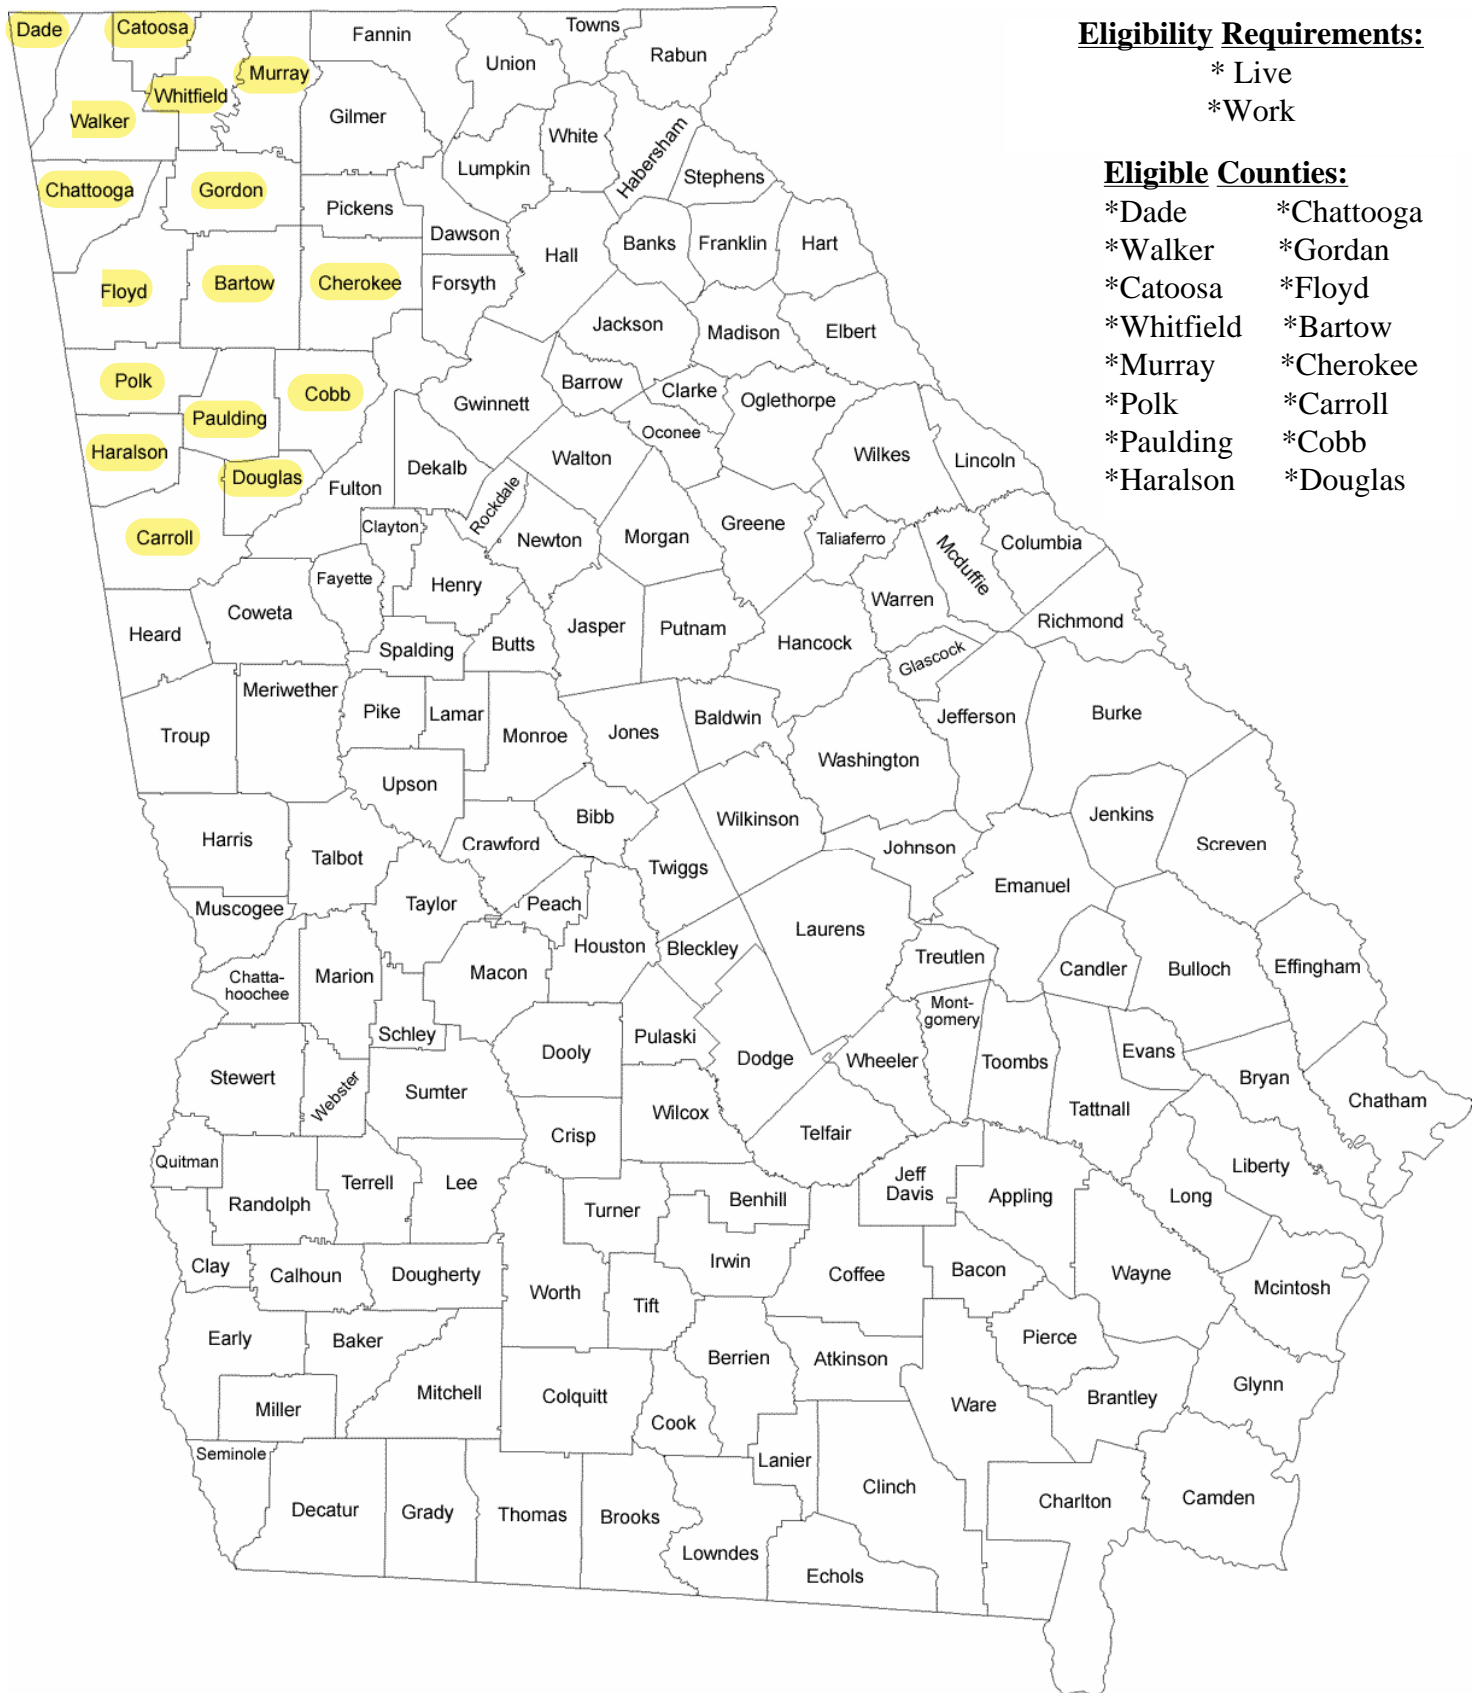 Eligibility Requirements:
* Live
*Work
Eligible Counties:
*Dade *Chattooga
*Walker *Gordan
*Catoosa *Floyd
*Whitfield *Bartow
*Murray *Cherokee
*Polk *Carroll
*Paulding *Cobb
*Haralson *Douglas
Dade
Catoosa
Fannin
Towns
Union
Rabun
Murray
Whitfield
Walker
Gilmer
White
Habersham
Lumpkin
Stephens
Chattooga
Gordon
Pickens
Dawson
Hall
Banks
Franklin
Hart
Floyd
Bartow
Cherokee
Forsyth
Jackson
Madison
Elbert
Polk
Cobb
Paulding
Gwinnett
Barrow
Clarke
Oglethorpe
Oconee
Haralson
Douglas
Fulton
Dekalb
Rockdale
Walton
Wilkes
Lincoln
Carroll
Clayton
Newton
Morgan
Greene
Taliaferro
Mcduffie
Columbia
Fayette
Henry
Coweta
Heard
Spalding
Butts
Jasper
Putnam
Hancock
Warren
Richmond
Glascock
Meriwether
Troup
Pike
Lamar
Monroe
Jones
Baldwin
Washington
Jefferson
Burke
Upson
Harris
Talbot
Crawford
Bibb
Twiggs
Wilkinson
Johnson
Jenkins
Screven
Emanuel
Muscogee
Taylor
Peach
Houston
Bleckley
Laurens
Treutlen
Candler
Bulloch
Effingham
Chatta-
hoochee
Marion
Macon
Schley
Dooly
Pulaski
Dodge
Wheeler
Mont-
gomery
Toombs
Evans
Bryan
Chatham
Stewert
Webster
Sumter
Crisp
Wilcox
Telfair
Tattnall
Liberty
Long
Quitman
Randolph
Terrell
Lee
Turner
Benhill
Jeff
Davis
Appling
Clay
Calhoun
Dougherty
Worth
Tift
Irwin
Coffee
Bacon
Wayne
Mcintosh
Early
Baker
Mitchell
Miller
Colquitt
Berrien
Cook
Atkinson
Pierce
Ware
Brantley
Glynn
Seminole
Decatur
Grady
Thomas
Brooks
Lanier
Lowndes
Clinch
Echols
Charlton
Camden